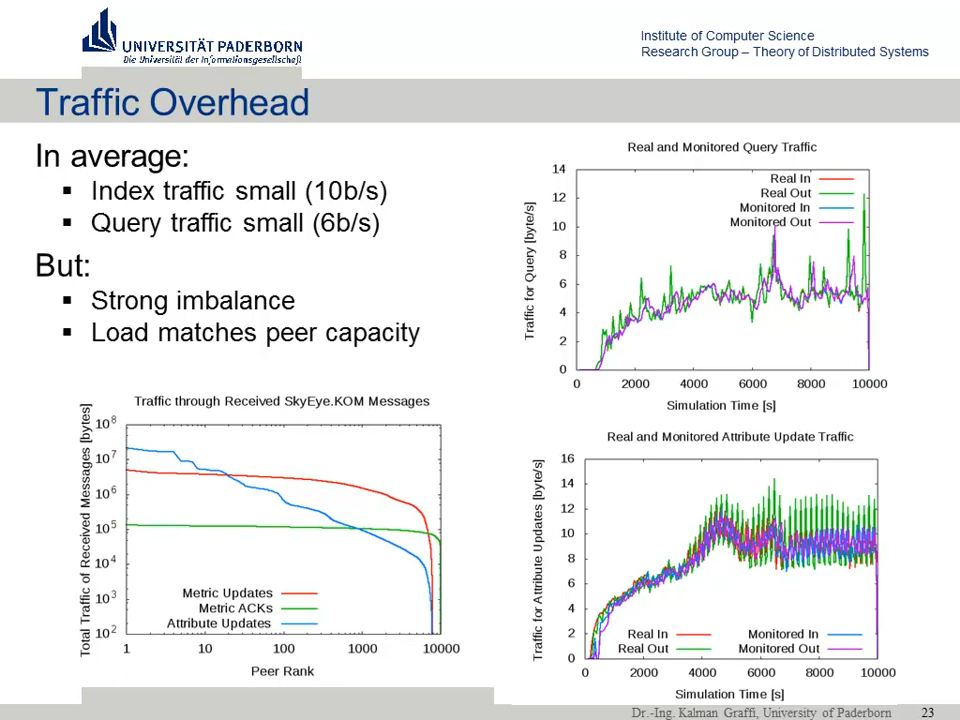 UNIVERSITÄT PADERBORN
Die Universität der Informationsgesellschaft
Institute of Computer Science
Research Group – Theory of Distributed Systems
Traffic Overhead
In average:
▪ Index traffic small (10b/s)
▪ Query traffic small (6b/s)
But:
▪ Strong imbalance
▪ Load matches peer capacity
Real and Monitored Query Traffic
Traffic for Query [byte/s]
14
12
10
8
6
4
2
0
Real In
Real Out
Monitored In
Monitored Out
0 2000 4000 6000 8000 10000
Simulation Time [s]
Traffic through Received SkyEye.KOM Messages
Total Traffic of Received Messages [bytes]
10^8
10^7
10^6
10^5
10^4
10^3
10^2
Metric Updates
Metric ACKs
Attribute Updates
1 10 100 1000 10000
Peer Rank
Real and Monitored Attribute Update Traffic
Traffic for Attribute Updates [byte/s]
16
14
12
10
8
6
4
2
0
Real In Monitored In
Real Out Monitored Out
0 2000 4000 6000 8000 10000
Simulation Time [s]
Dr.-Ing. Kalman Graffi, University of Paderborn 23